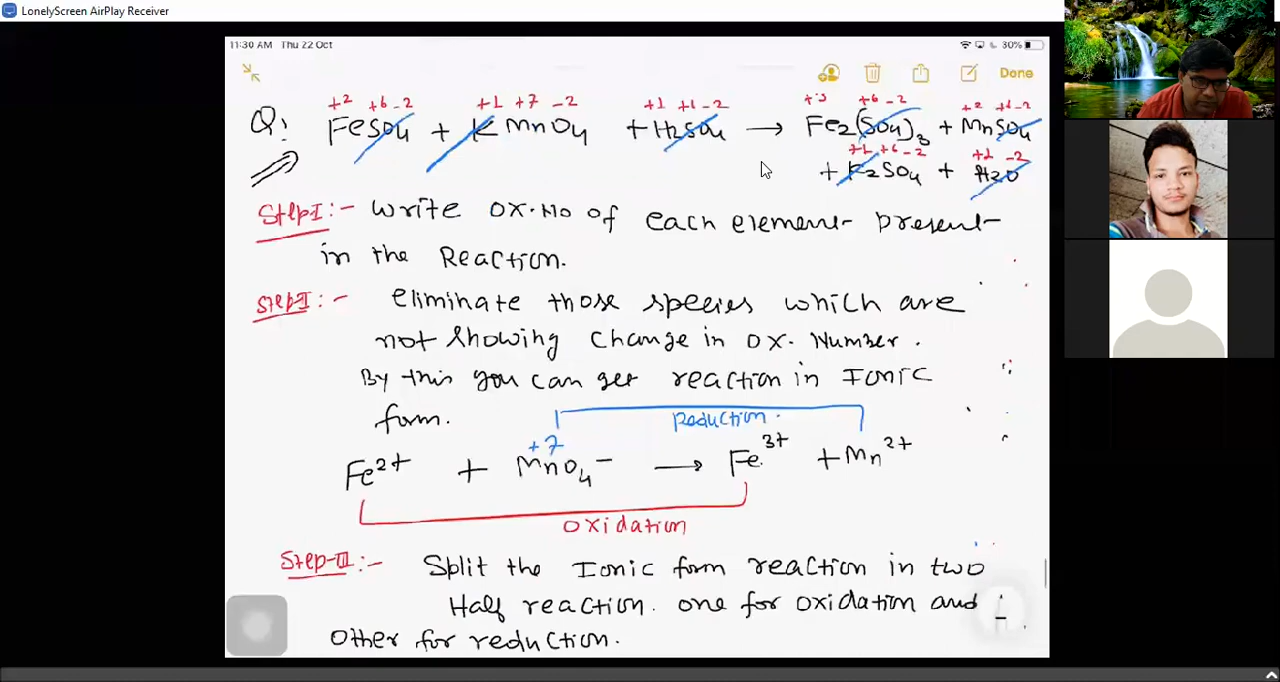 LonelyScreen AirPlay Receiver
11:30 AM Thu 22 Oct
30%
Done
+2 +6 -2 +1 +7 -2 +1 +6 -2 +3 +6 -2 +2 +6 -2
Q: FeSO4 + KMnO4 + H2SO4 → Fe2(SO4)3 + MnSO4
+1 +6 -2 +1 -2
+ K2SO4 + H2O
Step I:- Write OX.No of each element present
in the Reaction.
Step-II:- eliminate those species which are
not showing change in OX. Number.
By this you can get reaction in Ionic
form.
Reduction.
+7
Fe2+ + MnO4- → Fe3+ + Mn2+
Oxidation
Step-III:- Split the Ionic form reaction in two
Half reaction. one for oxidation and
Other for reduction.